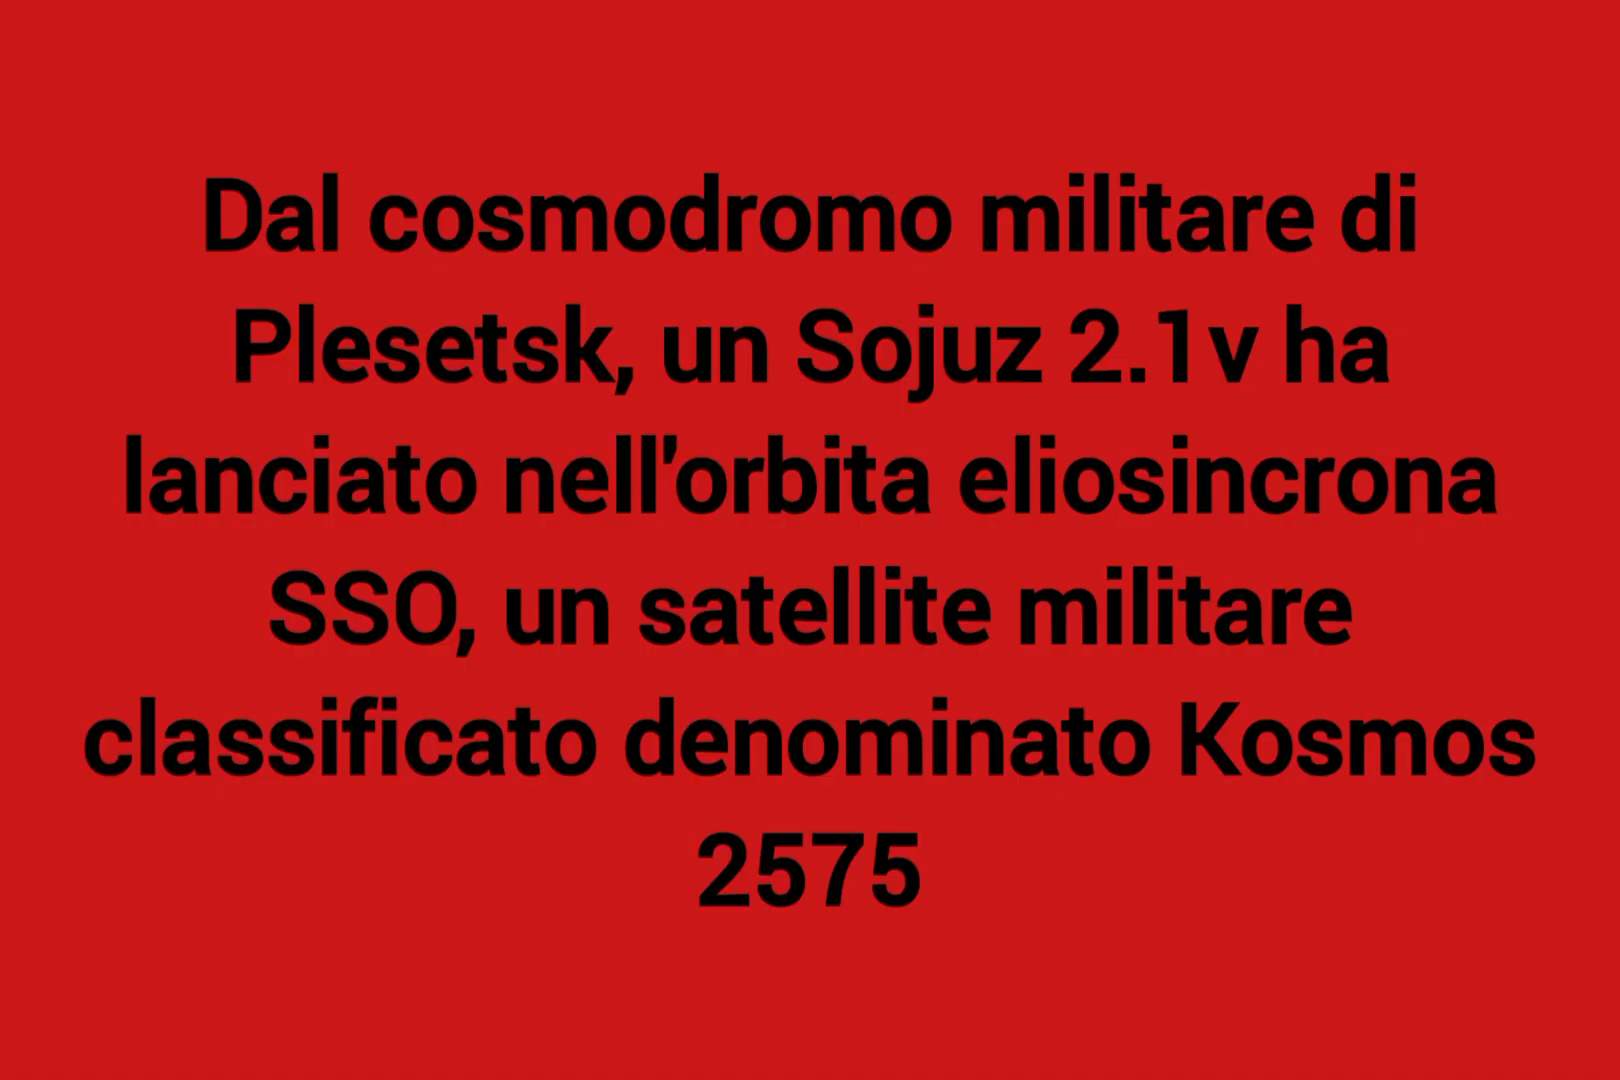 Dal cosmodromo militare di
Plesetsk, un Sojuz 2.1v ha
lanciato nell'orbita eliosincrona
SSO, un satellite militare
classificato denominato Kosmos
2575